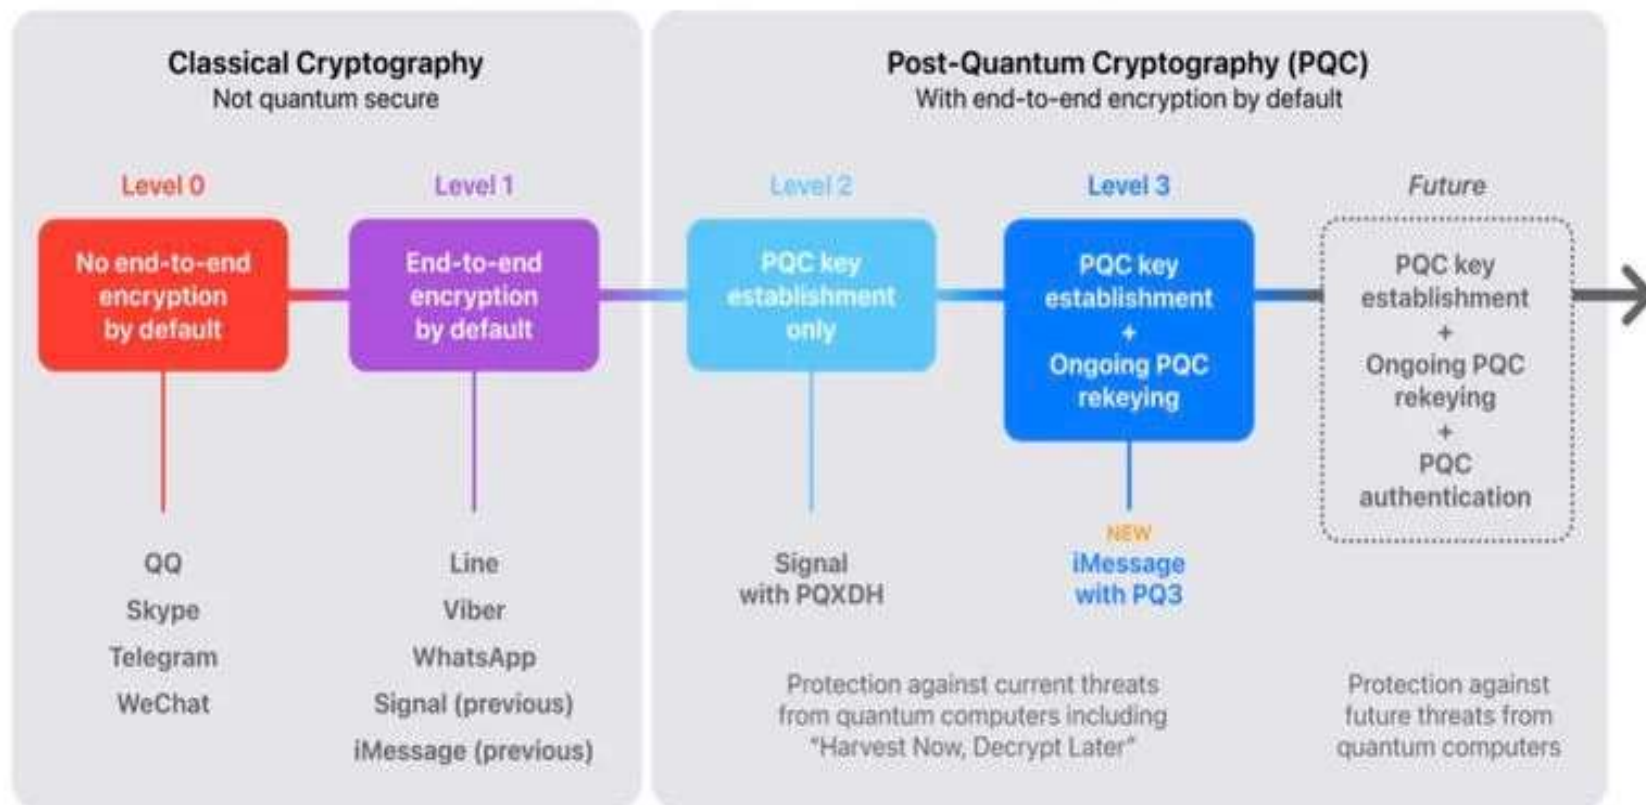 Classical Cryptography
Not quantum secure
Level 0
No end-to-end
encryption
by default
QQ
Skype
Telegram
WeChat
Level 1
End-to-end
encryption
by default
Line
Viber
WhatsApp
Signal (previous)
iMessage (previous)
Post-Quantum Cryptography (PQC)
With end-to-end encryption by default
Level 2
PQC key
establishment
only
Signal
with PQXDH
Level 3
PQC key
establishment
+
Ongoing PQC
rekeying
NEW
iMessage
with PQ3
Protection against current threats
from quantum computers including
"Harvest Now, Decrypt Later"
Future
PQC key
establishment
+
Ongoing PQC
rekeying
+
PQC
authentication
Protection against
future threats from
quantum computers